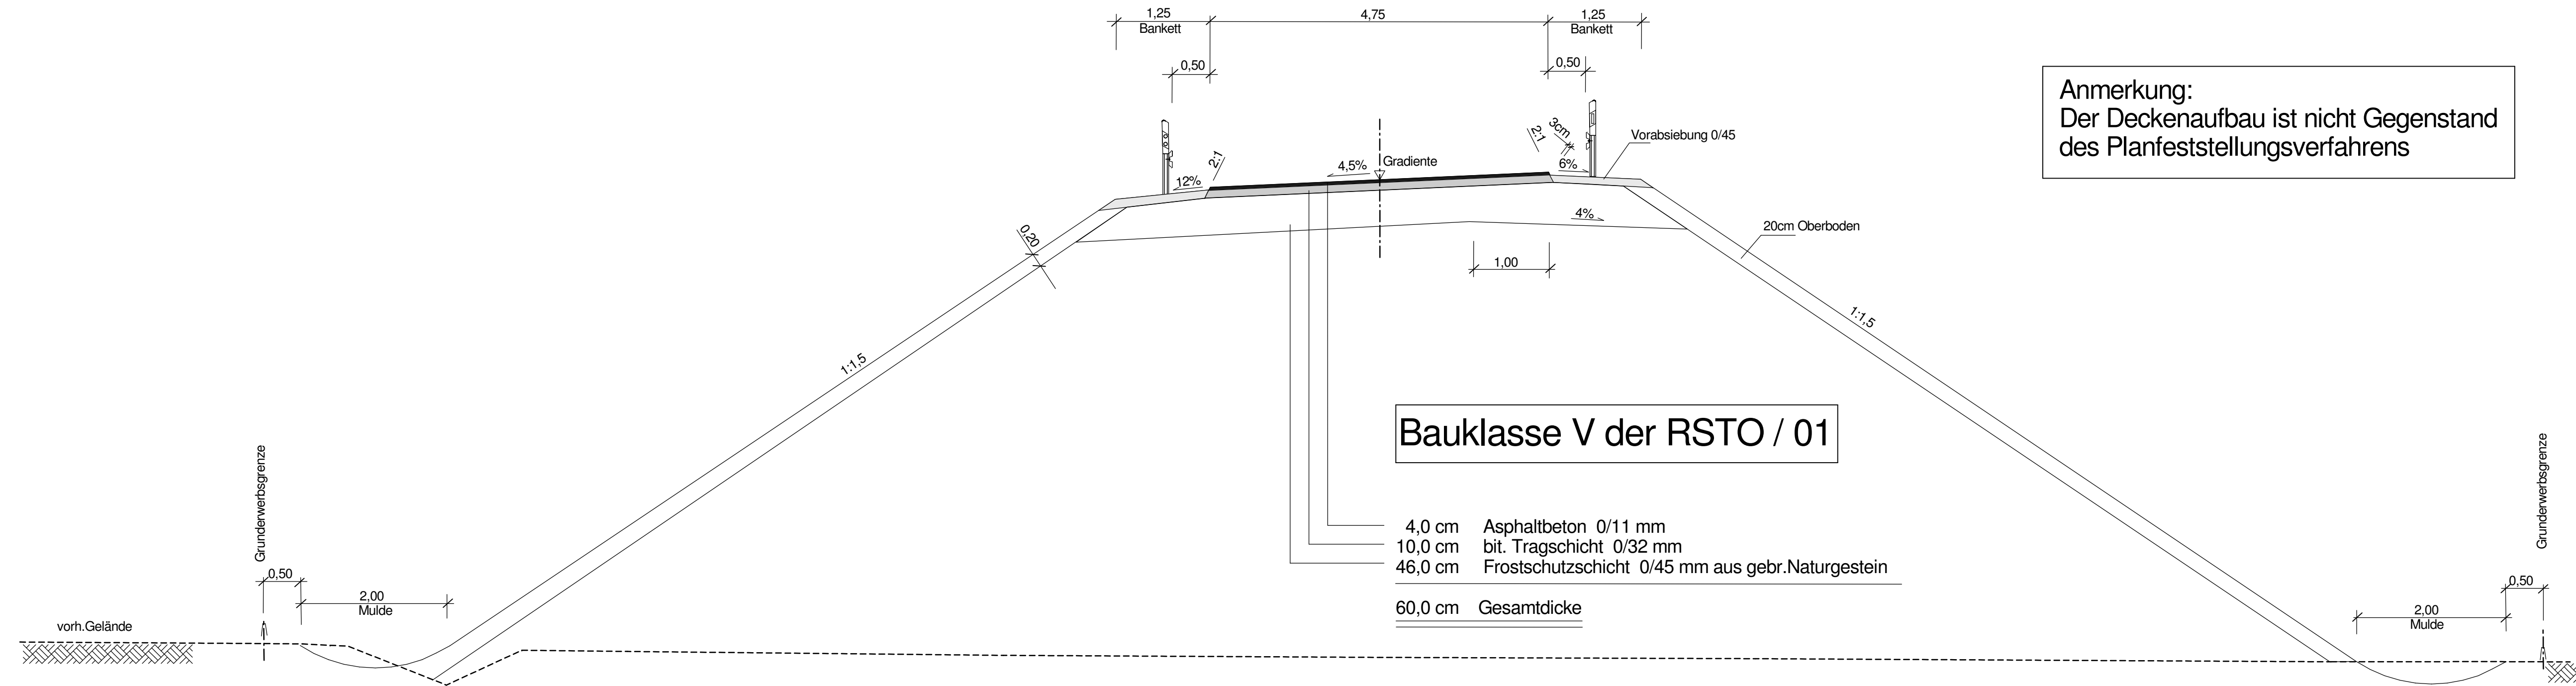 1,25
4,75
1,25
Bankett
Bankett
0,50
0,50
Anmerkung:
Der Deckenaufbau ist nicht Gegenstand
des Planfeststellungsverfahrens
2:1
3cm
2:1
Vorabsiebung 0/45
12%
4,5%
Gradiente
6%
4%
0,20
20cm Oberboden
1,00
1:1,5
1:1,5
Bauklasse V der RSTO / 01
4,0 cm Asphaltbeton 0/11 mm
10,0 cm bit. Tragschicht 0/32 mm
46,0 cm Frostschutzschicht 0/45 mm aus gebr.Naturgestein
60,0 cm Gesamtdicke
Grunderwerbsgrenze
0,50
2,00
Mulde
vorh.Gelände
Grunderwerbsgrenze
0,50
2,00
Mulde